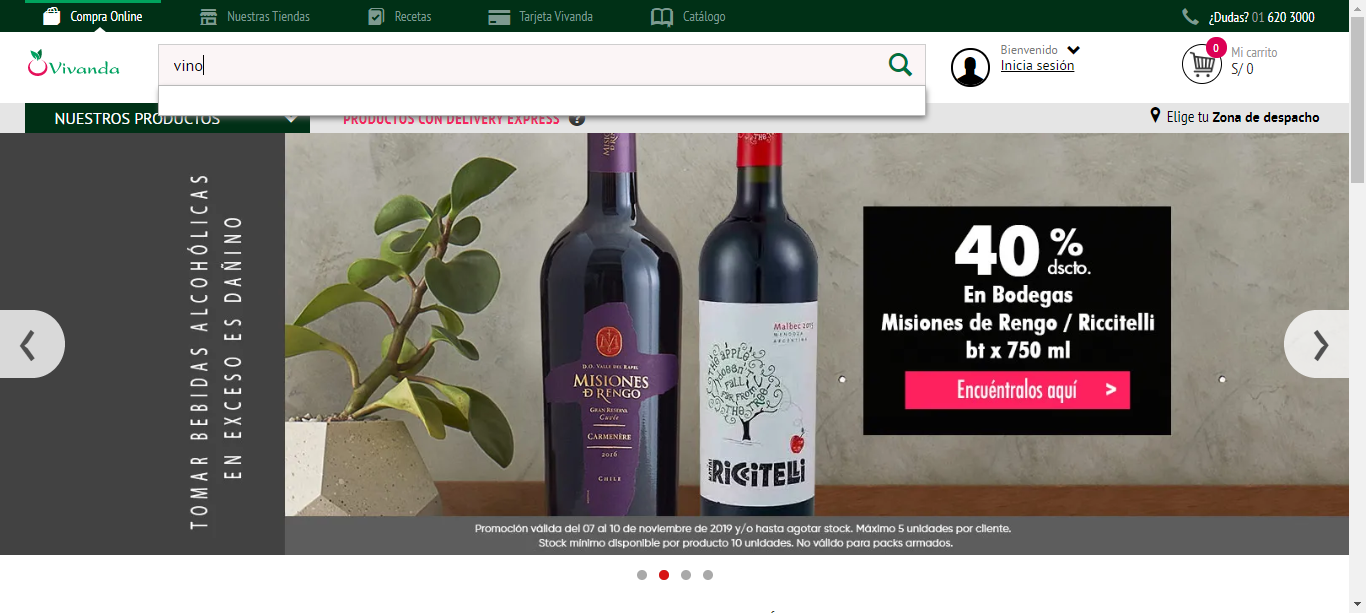 Compra Online
Nuestras Tiendas
Recetas
Tarjeta Vivanda
Catálogo
¿Dudas? 01 620 3000
Vivanda
vino
Bienvenido
Inicia sesión
0
Mi carrito
S/ 0
NUESTROS PRODUCTOS
PRODUCTOS CON DELIVERY EXPRESS ?
Elige tu Zona de despacho
TOMAR BEBIDAS ALCOHÓLICAS
EN EXCESO ES DAÑINO
D.O. VALLE DEL RAPEL
MISIONES
D RENGO
GRAN RESERVA
Cuvée
CARMENÈRE
2016
CHILE
Malbec 2015
MENDOZA
ARGENTINA
THE APPLE
DOESN'T
FALL
FAR FROM
THE TREE
MATÍAS
RICCITELLI
40% dscto.
En Bodegas
Misiones de Rengo / Riccitelli
bt x 750 ml
Encuéntralos aquí >
Promoción válida del 07 al 10 de noviembre de 2019 y/o hasta agotar stock. Máximo 5 unidades por cliente.
Stock mínimo disponible por producto 10 unidades. No válido para packs armados.